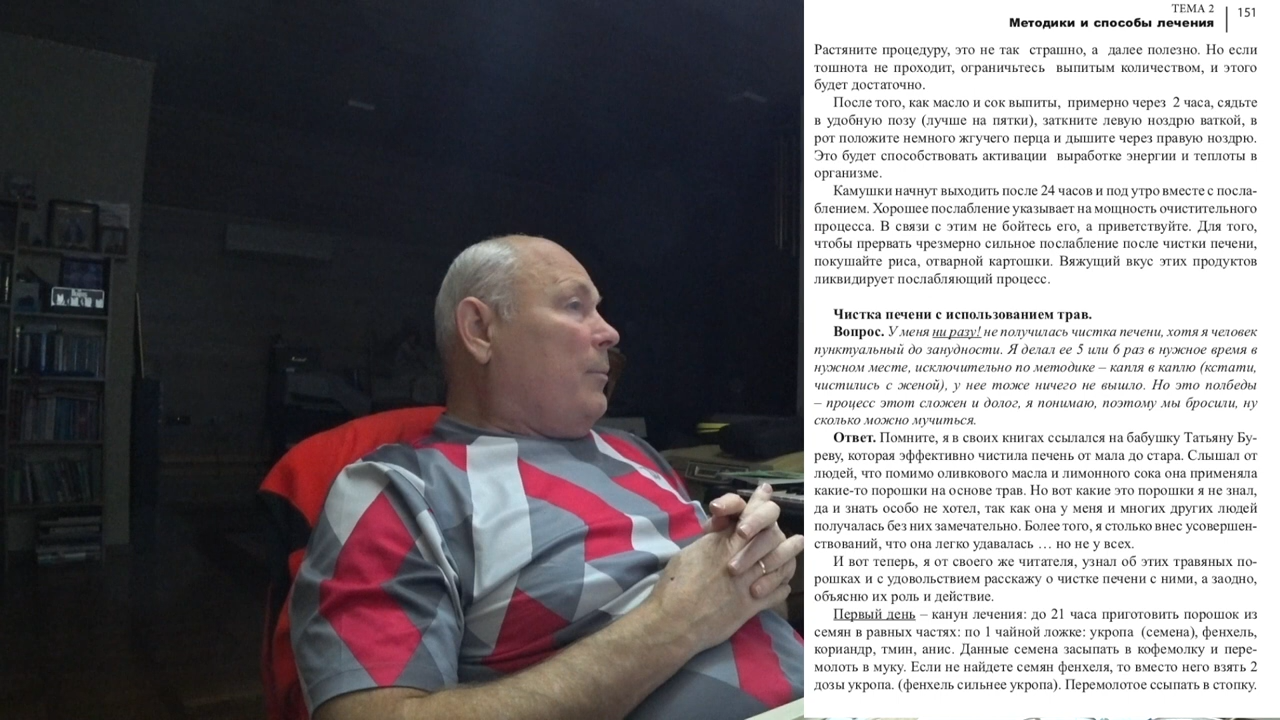 ТЕМА 2
Методики и способы лечения
151
Растяните процедуру, это не так страшно, а далее полезно. Но если
тошнота не проходит, ограничьтесь выпитым количеством, и этого
будет достаточно.
После того, как масло и сок выпиты, примерно через 2 часа, сядьте
в удобную позу (лучше на пятки), заткните левую ноздрю ваткой, в
рот положите немного жгучего перца и дышите через правую ноздрю.
Это будет способствовать активации выработке энергии и теплоты в
организме.
Камушки начнут выходить после 24 часов и под утро вместе с посла-
блением. Хорошее послабление указывает на мощность очистительного
процесса. В связи с этим не бойтесь его, а приветствуйте. Для того,
чтобы прервать чрезмерно сильное послабление после чистки печени,
покушайте риса, отварной картошки. Вяжущий вкус этих продуктов
ликвидирует послабляющий процесс.
Чистка печени с использованием трав.
Вопрос. У меня ни разу! не получилась чистка печени, хотя я человек
пунктуальный до занудности. Я делал ее 5 или 6 раз в нужное время в
нужном месте, исключительно по методике – капля в каплю (кстати,
чистились с женой), у нее тоже ничего не вышло. Но это полбеды
– процесс этот сложен и долог, я понимаю, поэтому мы бросили, ну
сколько можно мучиться.
Ответ. Помните, я в своих книгах ссылался на бабушку Татьяну Бу-
реву, которая эффективно чистила печень от мала до стара. Слышал от
людей, что помимо оливкового масла и лимонного сока она применяла
какие-то порошки на основе трав. Но вот какие это порошки я не знал,
да и знать особо не хотел, так как она у меня и многих других людей
получалась без них замечательно. Более того, я столько внес усовершен-
ствований, что она легко удавалась … но не у всех.
И вот теперь, я от своего же читателя, узнал об этих травяных по-
рошках и с удовольствием расскажу о чистке печени с ними, а заодно,
объясню их роль и действие.
Первый день – канун лечения: до 21 часа приготовить порошок из
семян в равных частях: по 1 чайной ложке: укропа (семена), фенхель,
кориандр, тмин, анис. Данные семена засыпать в кофемолку и пере-
молоть в муку. Если не найдете семян фенхеля, то вместо него взять 2
дозы укропа. (фенхель сильнее укропа). Перемолотое ссыпать в стопку.